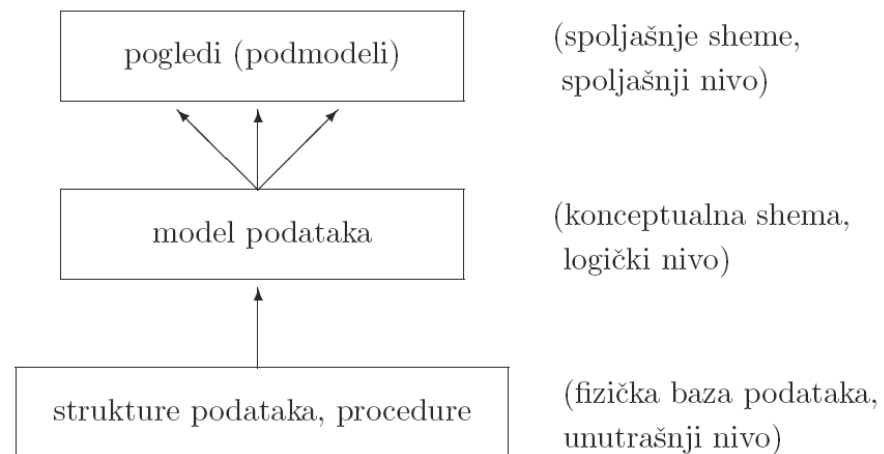 pogledi (podmodeli)
(spoljašnje sheme,
spoljašnji nivo)
model podataka
(konceptualna shema,
logički nivo)
strukture podataka, procedure
(fizička baza podataka,
unutrašnji nivo)